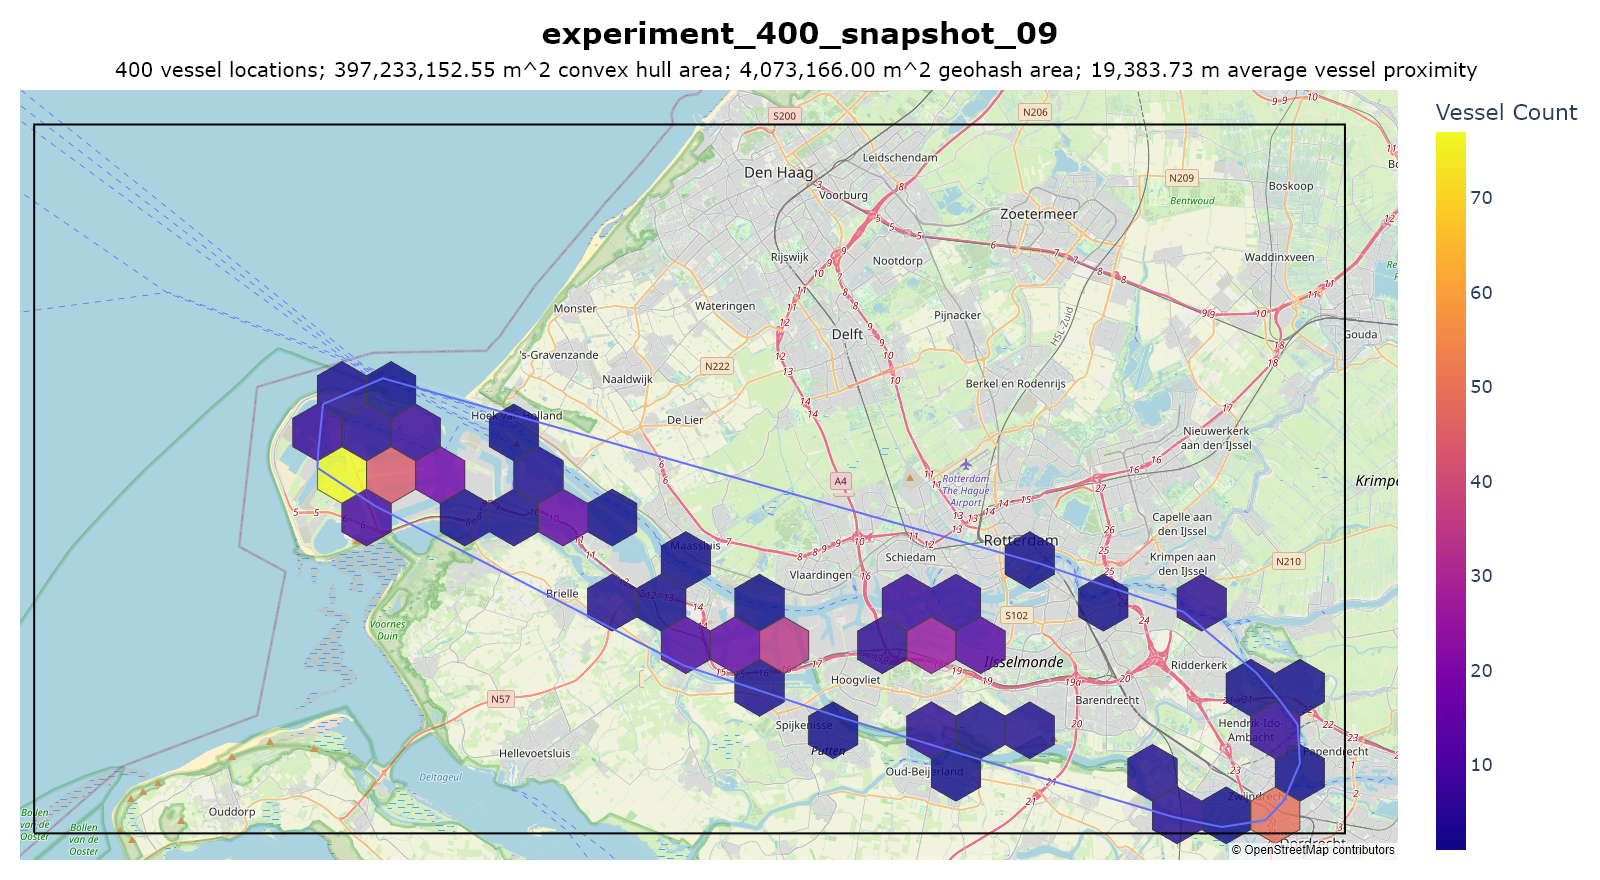 experiment_400_snapshot_09
400 vessel locations; 397,233,152.55 m^2 convex hull area; 4,073,166.00 m^2 geohash area; 19,383.73 m average vessel proximity
Vessel Count
70
60
50
40
30
20
10
S200
N206
Den Haag
Leidschendam
Voorburg
N209
Boskoop
Bentwoud
Zoetermeer
Rijswijk
Nootdorp
Waddinxveen
Monster
Wateringen
Pijnacker
HSL-Zuid
Delft
Gouda
's-Gravenzande
N222
Naaldwijk
Berkel en Rodenrijs
Hoek van Holland
De Lier
Nieuwerkerk
aan den IJssel
A4
Rotterdam
The Hague
Airport
Krimpe
Capelle aan
den IJssel
Maassluis
Rotterdam
Schiedam
Krimpen aan
den IJssel
N210
Vlaardingen
Brielle
S102
Voornes
Duin
IJsselmonde
Ridderkerk
Hoogvliet
N57
Barendrecht
Spijkenisse
Hendrik-Ido-
Ambacht
Papendrecht
Putten
Hellevoetsluis
Oud-Beijerland
Deltageul
Zwijndrecht
Ouddorp
Bollen
van de
Ooster
Bollen
van de
Ooster
Dordrecht
© OpenStreetMap contributors